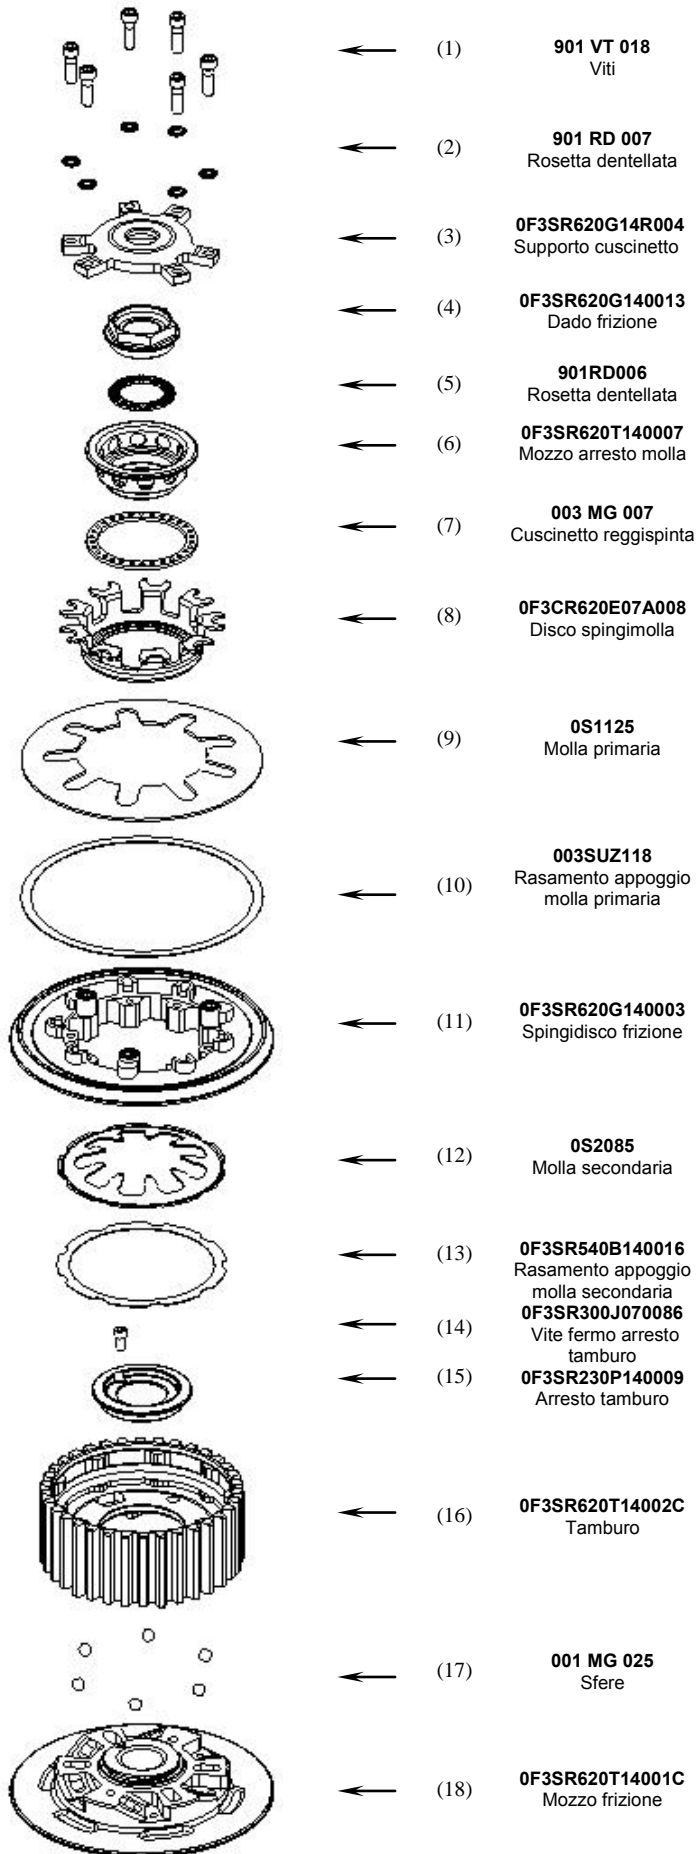 (1)
901 VT 018
Viti
(2)
901 RD 007
Rosetta dentellata
(3)
0F3SR620G14R004
Supporto cuscinetto
(4)
0F3SR620G140013
Dado frizione
(5)
901RD006
Rosetta dentellata
(6)
0F3SR620T140007
Mozzo arresto molla
(7)
003 MG 007
Cuscinetto reggispinta
(8)
0F3CR620E07A008
Disco spingimolla
(9)
0S1125
Molla primaria
(10)
003SUZ118
Rasamento appoggio
molla primaria
(11)
0F3SR620G140003
Spingidisco frizione
(12)
0S2085
Molla secondaria
(13)
0F3SR540B140016
Rasamento appoggio
molla secondaria
(14)
0F3SR300J070086
Vite fermo arresto
tamburo
(15)
0F3SR230P140009
Arresto tamburo
(16)
0F3SR620T14002C
Tamburo
(17)
001 MG 025
Sfere
(18)
0F3SR620T14001C
Mozzo frizione